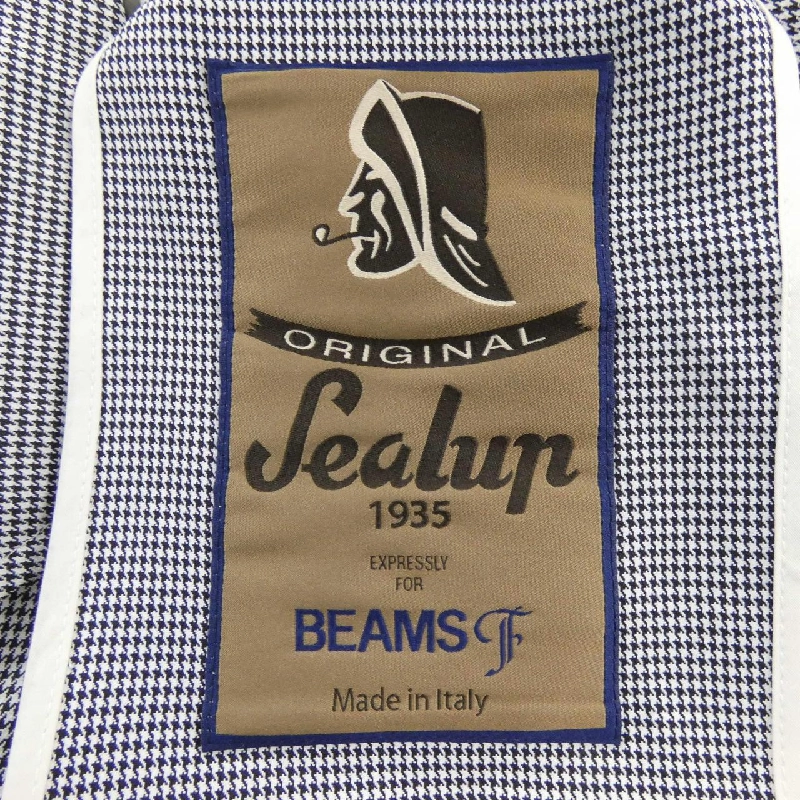 ORIGINAL
Sealup
1935
EXPRESSLY
FOR
BEAMS F
Made in Italy